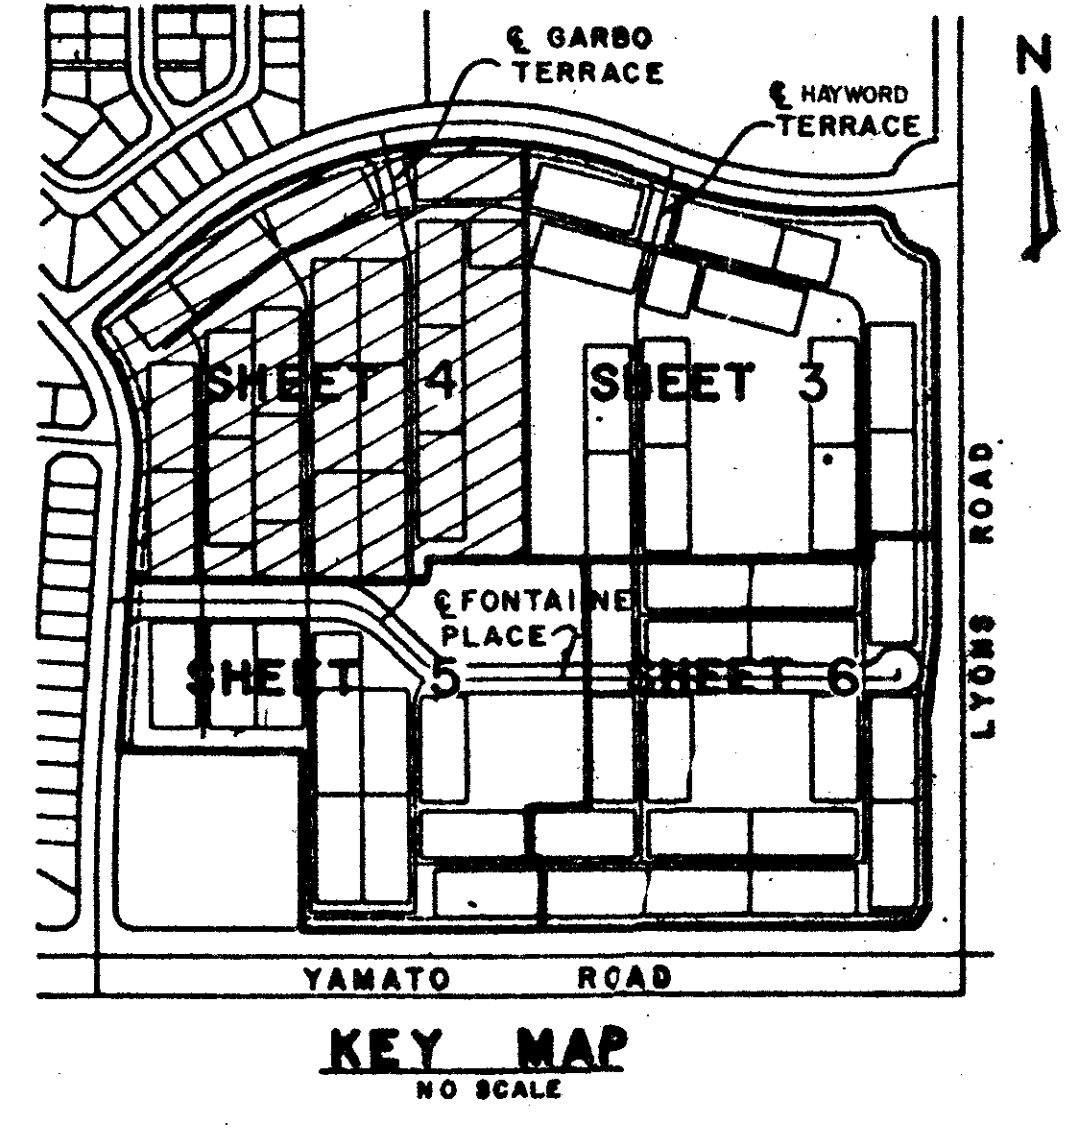 ℄ GARBO
TERRACE
℄ HAYWORD
TERRACE
N
SHEET 4
SHEET 3
LYONS ROAD
℄ FONTAINE
PLACE
SHEET 5
SHEET 6
YAMATO ROAD
KEY MAP
NO SCALE